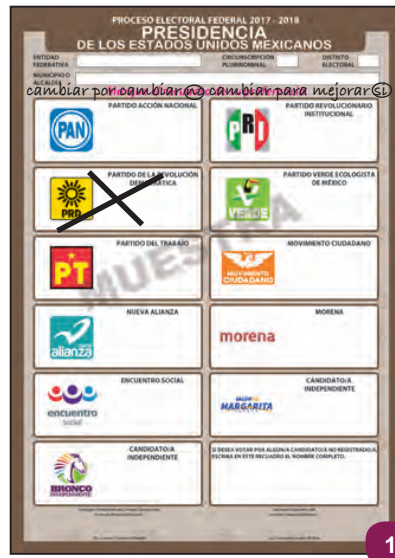 PROCESO ELECTORAL FEDERAL 2017 - 2018
PRESIDENCIA
DE LOS ESTADOS UNIDOS MEXICANOS
ENTIDAD FEDERATIVA
CIRCUNSCRIPCIÓN PLURINOMINAL
DISTRITO ELECTORAL
MUNICIPIO O ALCALDÍA
cambiar por cambiar no cambiar para mejorar si
PARTIDO ACCIÓN NACIONAL
PAN
PARTIDO REVOLUCIONARIO
INSTITUCIONAL
PRI
PARTIDO DE LA REVOLUCIÓN
DEMOCRÁTICA
PRD
PARTIDO VERDE ECOLOGISTA
DE MÉXICO
VERDE
PARTIDO DEL TRABAJO
PT
MOVIMIENTO CIUDADANO
MOVIMIENTO
CIUDADANO
MUESTRA
NUEVA ALIANZA
nueva
alianza
MORENA
morena
ENCUENTRO SOCIAL
encuentro
social
CANDIDATO/A
INDEPENDIENTE
MARGARITA
CANDIDATO/A
INDEPENDIENTE
BRONCO
INDEPENDIENTE
SI DESEA VOTAR POR ALGÚN/A CANDIDATO/A NO REGISTRADO/A,
ESCRIBA EN ESTE RECUADRO EL NOMBRE COMPLETO.
1